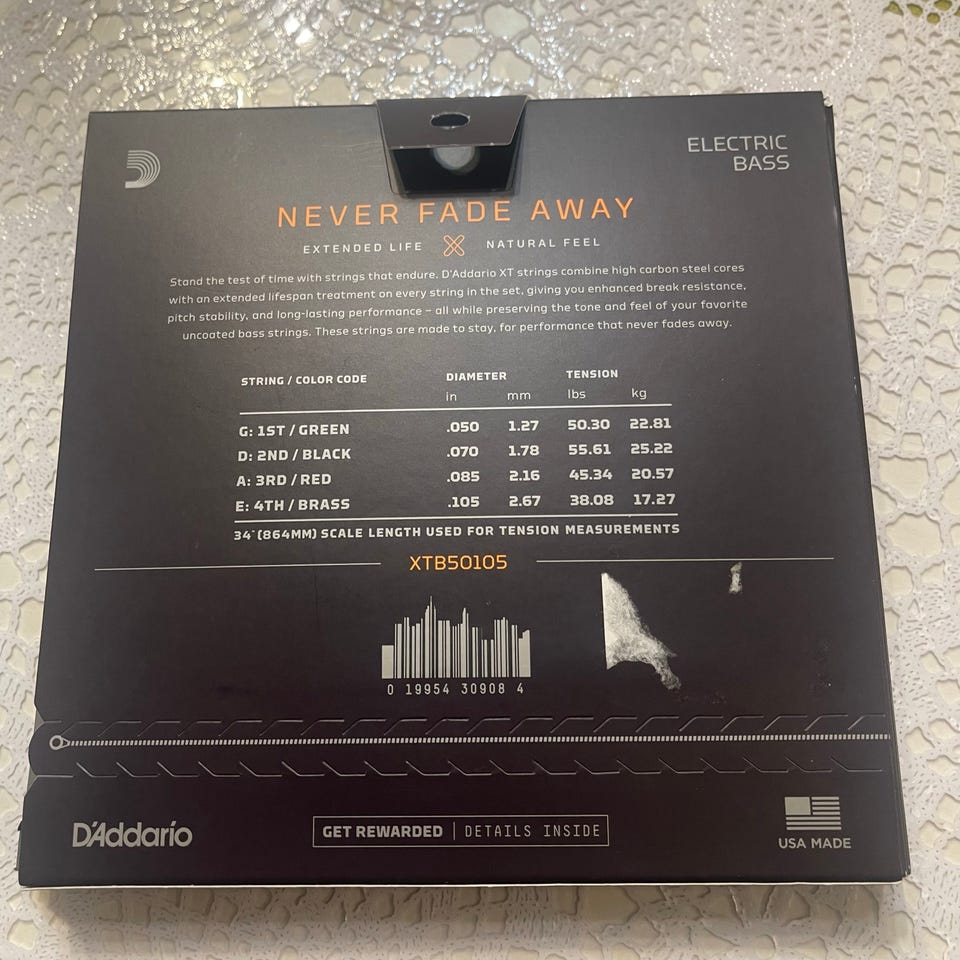 ELECTRIC
BASS
NEVER FADE AWAY
EXTENDED LIFE NATURAL FEEL
Stand the test of time with strings that endure. D'Addario XT strings combine high carbon steel cores
with an extended lifespan treatment on every string in the set, giving you enhanced break resistance,
pitch stability, and long-lasting performance – all while preserving the tone and feel of your favorite
uncoated bass strings. These strings are made to stay, for performance that never fades away.
STRING / COLOR CODE DIAMETER TENSION
in mm lbs kg
G: 1ST / GREEN .050 1.27 50.30 22.81
D: 2ND / BLACK .070 1.78 55.61 25.22
A: 3RD / RED .085 2.16 45.34 20.57
E: 4TH / BRASS .105 2.67 38.08 17.27
34" (864MM) SCALE LENGTH USED FOR TENSION MEASUREMENTS
XTB50105
0 19954 30908 4
D'Addario
GET REWARDED | DETAILS INSIDE
USA MADE